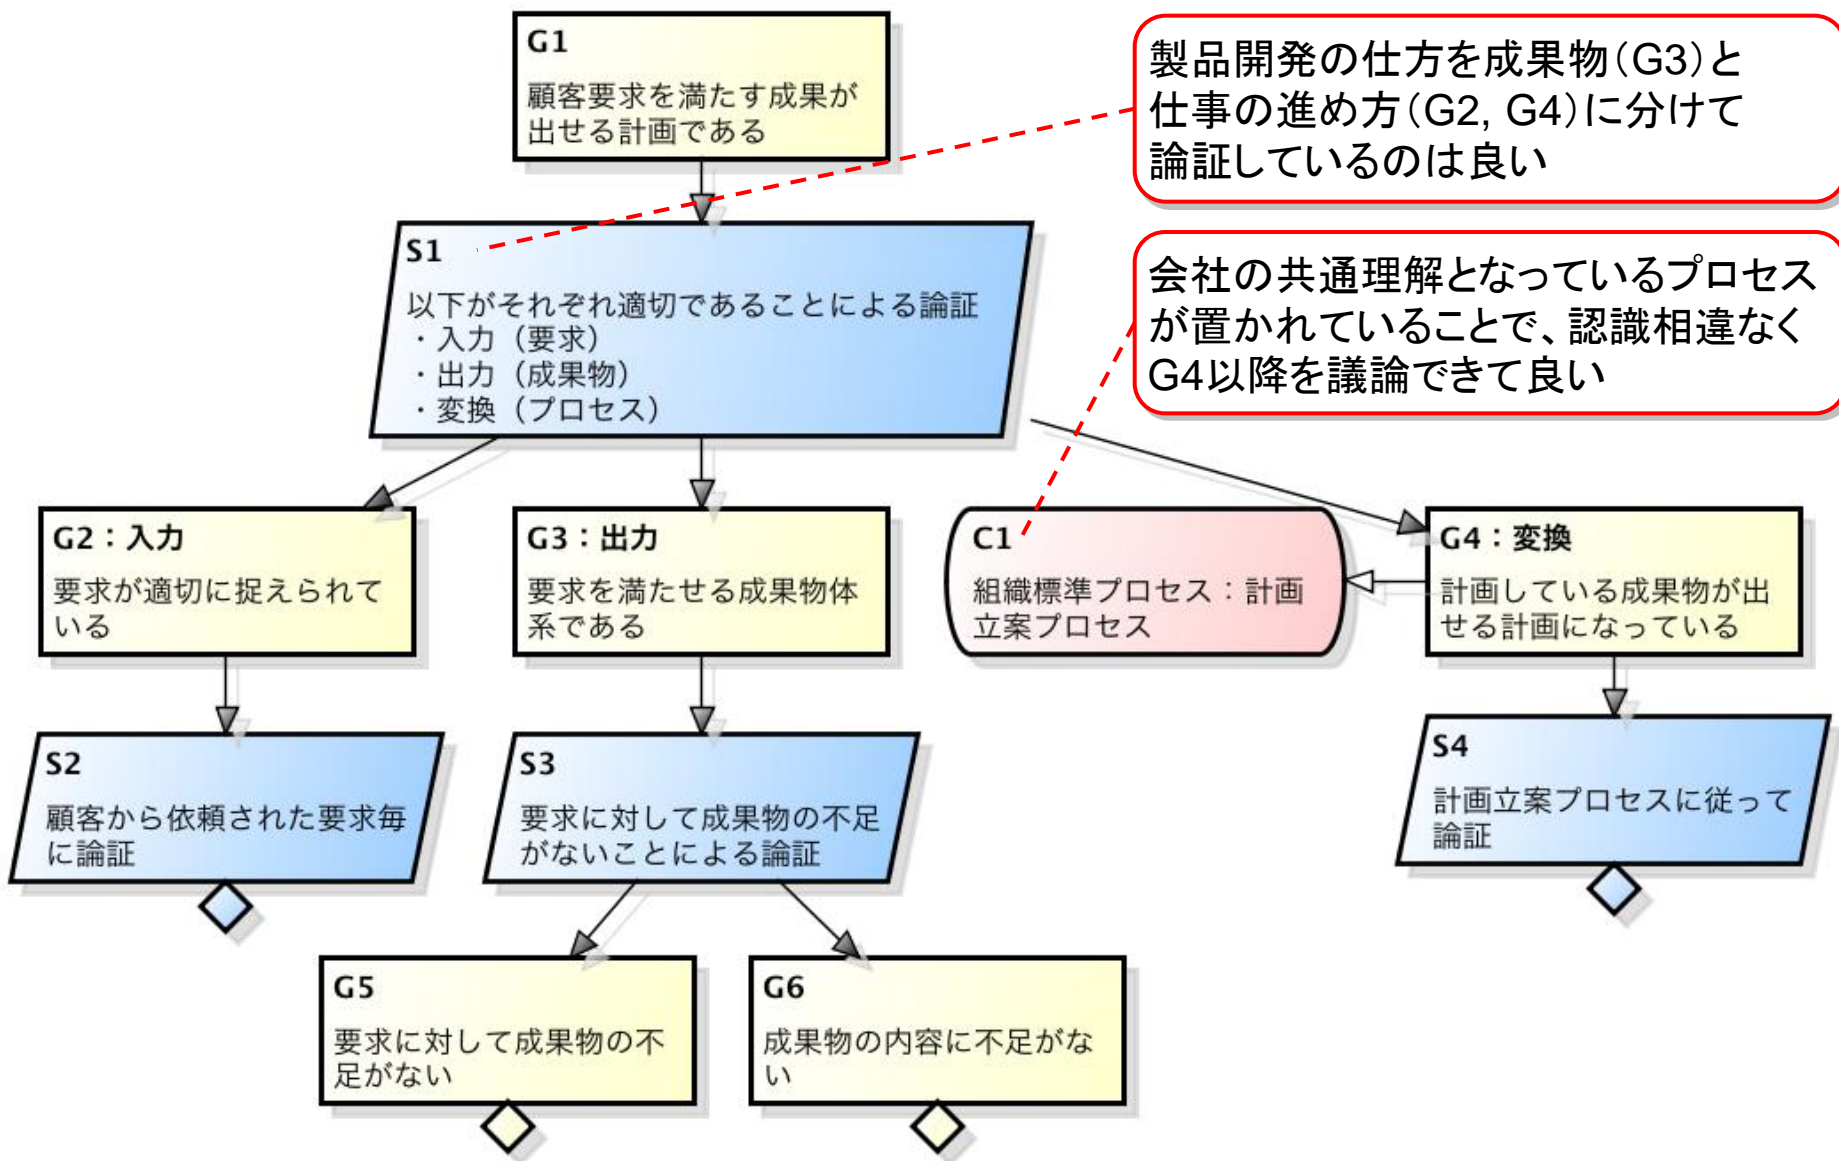 G1
顧客要求を満たす成果が
出せる計画である
製品開発の仕方を成果物（G3）と
仕事の進め方（G2, G4）に分けて
論証しているのは良い
S1
以下がそれぞれ適切であることによる論証
・入力（要求）
・出力（成果物）
・変換（プロセス）
会社の共通理解となっているプロセス
が置かれていることで、認識相違なく
G4以降を議論できて良い
G2：入力
要求が適切に捉えられて
いる
G3：出力
要求を満たせる成果物体
系である
C1
組織標準プロセス：計画
立案プロセス
G4：変換
計画している成果物が出
せる計画になっている
S2
顧客から依頼された要求毎
に論証
S3
要求に対して成果物の不足
がないことによる論証
S4
計画立案プロセスに従って
論証
G5
要求に対して成果物の不
足がない
G6
成果物の内容に不足がな
い